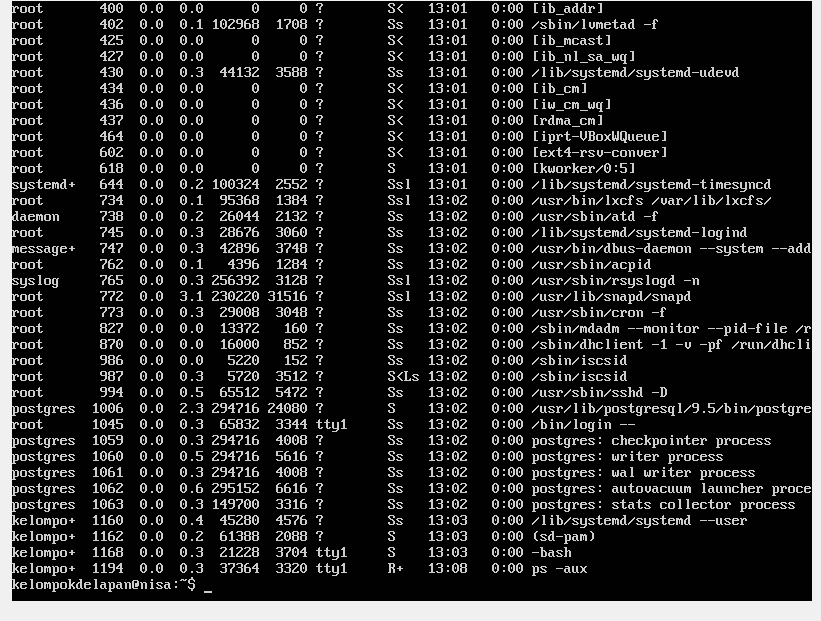 root       400  0.0  0.0      0     0 ?        S<   13:01   0:00 [ib_addr]
root       402  0.0  0.1 102968  1708 ?        Ss   13:01   0:00 /sbin/lvmetad -f
root       425  0.0  0.0      0     0 ?        S<   13:01   0:00 [ib_mcast]
root       427  0.0  0.0      0     0 ?        S<   13:01   0:00 [ib_nl_sa_wq]
root       430  0.0  0.3  44132  3588 ?        Ss   13:01   0:00 /lib/systemd/systemd-udevd
root       434  0.0  0.0      0     0 ?        S<   13:01   0:00 [ib_cm]
root       436  0.0  0.0      0     0 ?        S<   13:01   0:00 [iw_cm_wq]
root       437  0.0  0.0      0     0 ?        S<   13:01   0:00 [rdma_cm]
root       464  0.0  0.0      0     0 ?        S<   13:01   0:00 [iprt-VBoxWQueue]
root       602  0.0  0.0      0     0 ?        S<   13:01   0:00 [ext4-rsv-conver]
root       618  0.0  0.0      0     0 ?        S    13:01   0:00 [kworker/0:5]
systemd+   644  0.0  0.2 100324  2552 ?        Ssl  13:01   0:00 /lib/systemd/systemd-timesyncd
root       734  0.0  0.1  95368  1384 ?        Ssl  13:02   0:00 /usr/bin/lxcfs /var/lib/lxcfs/
daemon     738  0.0  0.2  26044  2132 ?        Ss   13:02   0:00 /usr/sbin/atd -f
root       745  0.0  0.3  28676  3060 ?        Ss   13:02   0:00 /lib/systemd/systemd-logind
message+   747  0.0  0.3  42896  3748 ?        Ss   13:02   0:00 /usr/bin/dbus-daemon --system --add
root       762  0.0  0.1   4396  1284 ?        Ss   13:02   0:00 /usr/sbin/acpid
syslog     765  0.0  0.3 256392  3128 ?        Ssl  13:02   0:00 /usr/sbin/rsyslogd -n
root       772  0.0  3.1 230220 31516 ?        Ssl  13:02   0:00 /usr/lib/snapd/snapd
root       773  0.0  0.3  29008  3048 ?        Ss   13:02   0:00 /usr/sbin/cron -f
root       827  0.0  0.0  13372   160 ?        Ss   13:02   0:00 /sbin/mdadm --monitor --pid-file /r
root       870  0.0  0.0  16000   852 ?        Ss   13:02   0:00 /sbin/dhclient -1 -v -pf /run/dhcli
root       986  0.0  0.0   5220   152 ?        Ss   13:02   0:00 /sbin/iscsid
root       987  0.0  0.3   5720  3512 ?        S<Ls 13:02   0:00 /sbin/iscsid
root       994  0.0  0.5  65512  5472 ?        Ss   13:02   0:00 /usr/sbin/sshd -D
postgres  1006  0.0  2.3 294716 24080 ?        S    13:02   0:00 /usr/lib/postgresql/9.5/bin/postgre
root      1045  0.0  0.3  65832  3344 tty1     Ss   13:02   0:00 /bin/login --
postgres  1059  0.0  0.3 294716  4008 ?        Ss   13:02   0:00 postgres: checkpointer process
postgres  1060  0.0  0.5 294716  5616 ?        Ss   13:02   0:00 postgres: writer process
postgres  1061  0.0  0.3 294716  4008 ?        Ss   13:02   0:00 postgres: wal writer process
postgres  1062  0.0  0.6 295152  6616 ?        Ss   13:02   0:00 postgres: autovacuum launcher proce
postgres  1063  0.0  0.3 149700  3316 ?        Ss   13:02   0:00 postgres: stats collector process
kelompo+  1160  0.0  0.4  45280  4576 ?        Ss   13:03   0:00 /lib/systemd/systemd --user
kelompo+  1162  0.0  0.2  61388  2088 ?        S    13:03   0:00 (sd-pam)
kelompo+  1168  0.0  0.3  21228  3704 tty1     S    13:03   0:00 -bash
kelompo+  1194  0.0  0.3  37364  3320 tty1     R+   13:08   0:00 ps -aux
kelompokdelapan@nisa:~$ _